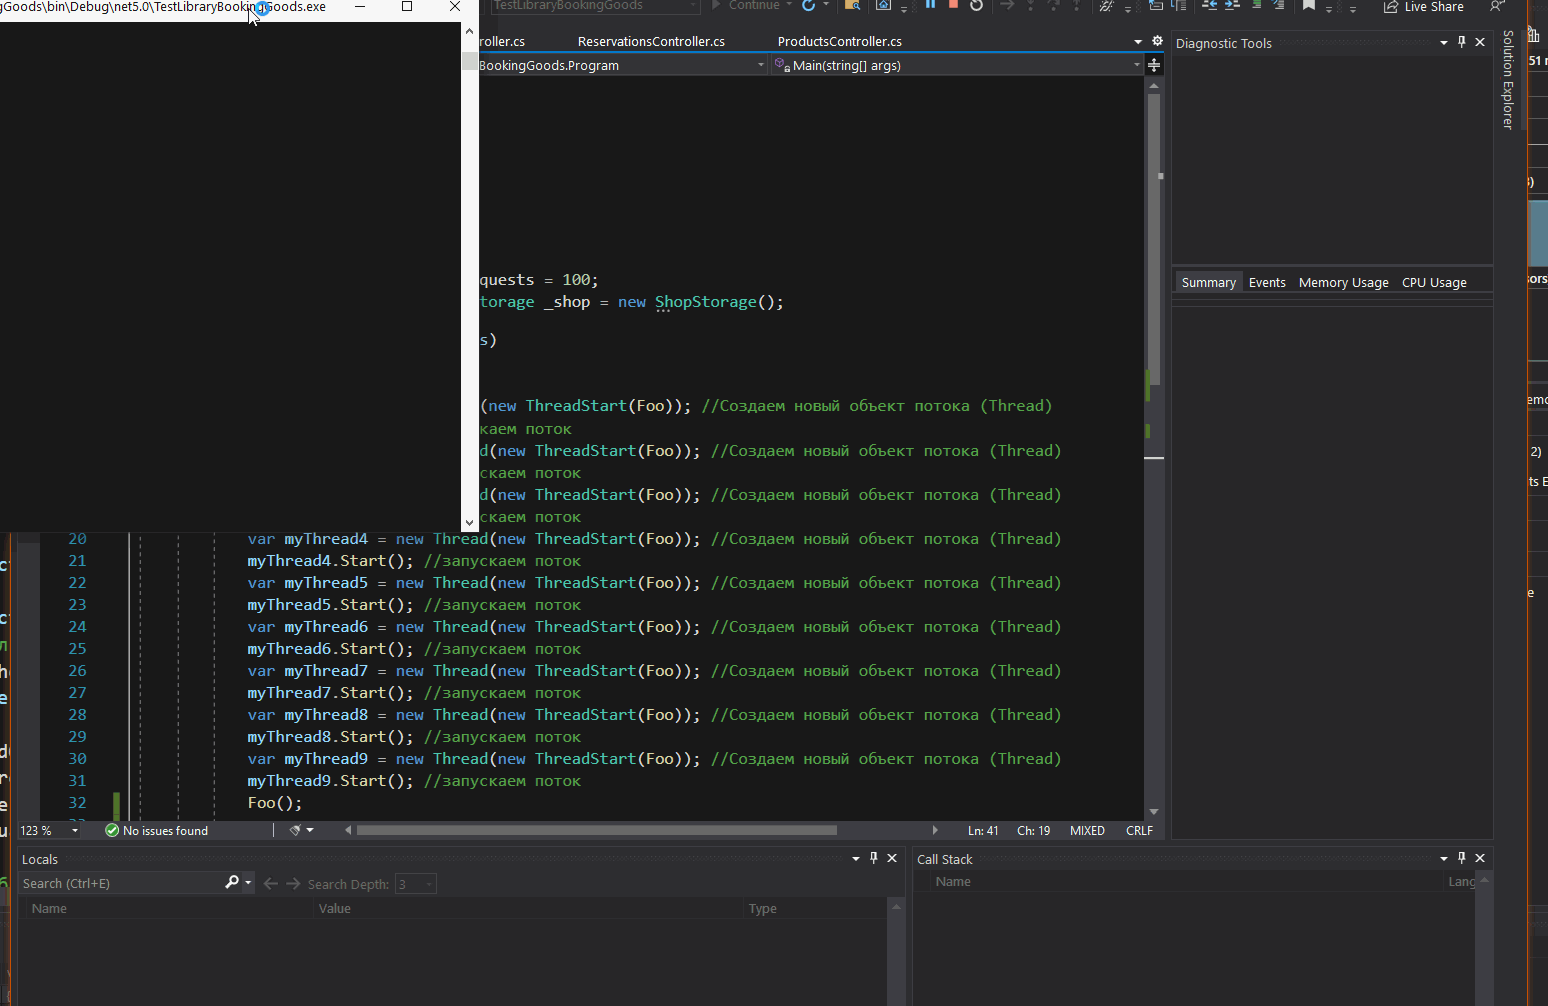 gGoods\bin\Debug\net5.0\TestLibraryBookingGoods.exe
TestLibraryBookingGoods
Continue
Live Share
roller.cs
ReservationsController.cs
ProductsController.cs
BookingGoods.Program
Main(string[] args)
quests = 100;
torage _shop = new ShopStorage();
s)
(new ThreadStart(Foo)); //Создаем новый объект потока (Thread)
каем поток
d(new ThreadStart(Foo)); //Создаем новый объект потока (Thread)
скаем поток
d(new ThreadStart(Foo)); //Создаем новый объект потока (Thread)
скаем поток
20 var myThread4 = new Thread(new ThreadStart(Foo)); //Создаем новый объект потока (Thread)
21 myThread4.Start(); //запускаем поток
22 var myThread5 = new Thread(new ThreadStart(Foo)); //Создаем новый объект потока (Thread)
23 myThread5.Start(); //запускаем поток
24 var myThread6 = new Thread(new ThreadStart(Foo)); //Создаем новый объект потока (Thread)
25 myThread6.Start(); //запускаем поток
26 var myThread7 = new Thread(new ThreadStart(Foo)); //Создаем новый объект потока (Thread)
27 myThread7.Start(); //запускаем поток
28 var myThread8 = new Thread(new ThreadStart(Foo)); //Создаем новый объект потока (Thread)
29 myThread8.Start(); //запускаем поток
30 var myThread9 = new Thread(new ThreadStart(Foo)); //Создаем новый объект потока (Thread)
31 myThread9.Start(); //запускаем поток
32 Foo();
123 %
No issues found
Ln: 41 Ch: 19 MIXED CRLF
Diagnostic Tools
Summary Events Memory Usage CPU Usage
Solution Explorer
Locals
Search (Ctrl+E)
Search Depth: 3
Name Value Type
Call Stack
Name Lang